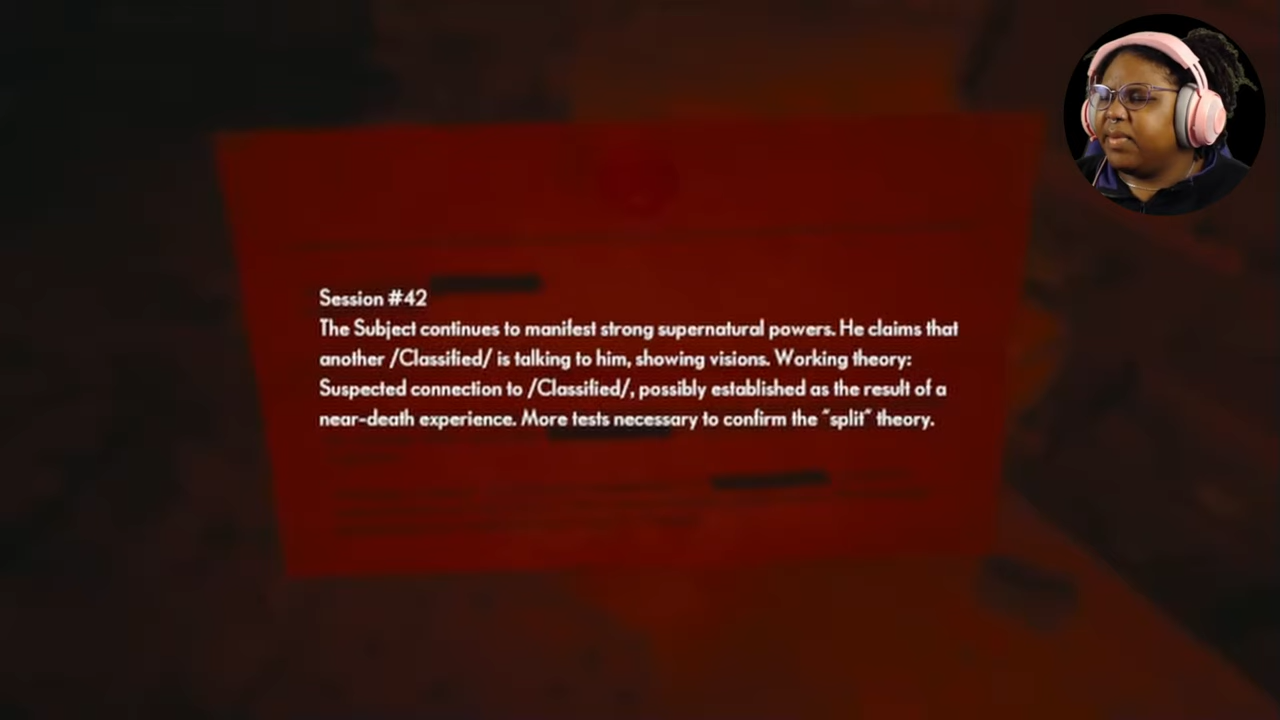 Session #42
The Subject continues to manifest strong supernatural powers. He claims that
another /Classified/ is talking to him, showing visions. Working theory:
Suspected connection to /Classified/, possibly established as the result of a
near-death experience. More tests necessary to confirm the "split" theory.